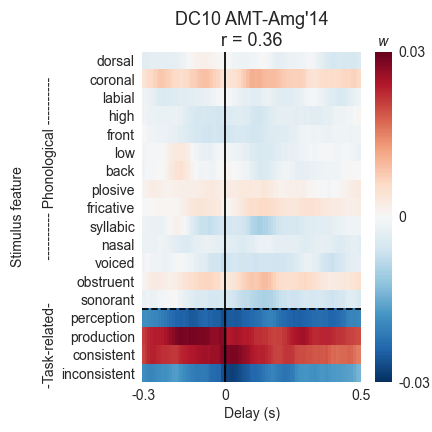 DC10 AMT-Amg'14
r = 0.36
w
dorsal
coronal
labial
high
front
low
back
plosive
fricative
syllabic
nasal
voiced
obstruent
sonorant
perception
production
consistent
inconsistent
Stimulus feature
---------- Phonological ----------
-Task-related-
0.03
0
-0.03
-0.3
0
0.5
Delay (s)